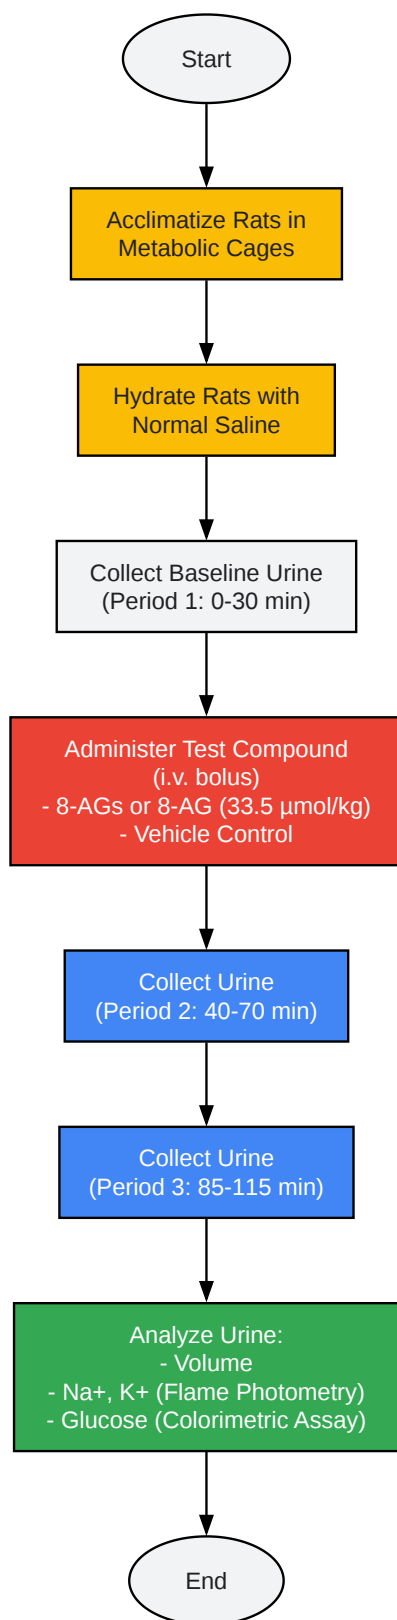 Start
Acclimatize Rats in
Metabolic Cages
Hydrate Rats with
Normal Saline
Collect Baseline Urine
(Period 1: 0-30 min)
Administer Test Compound
(i.v. bolus)
- 8-AGs or 8-AG (33.5 µmol/kg)
- Vehicle Control
Collect Urine
(Period 2: 40-70 min)
Collect Urine
(Period 3: 85-115 min)
Analyze Urine:
- Volume
- Na+, K+ (Flame Photometry)
- Glucose (Colorimetric Assay)
End